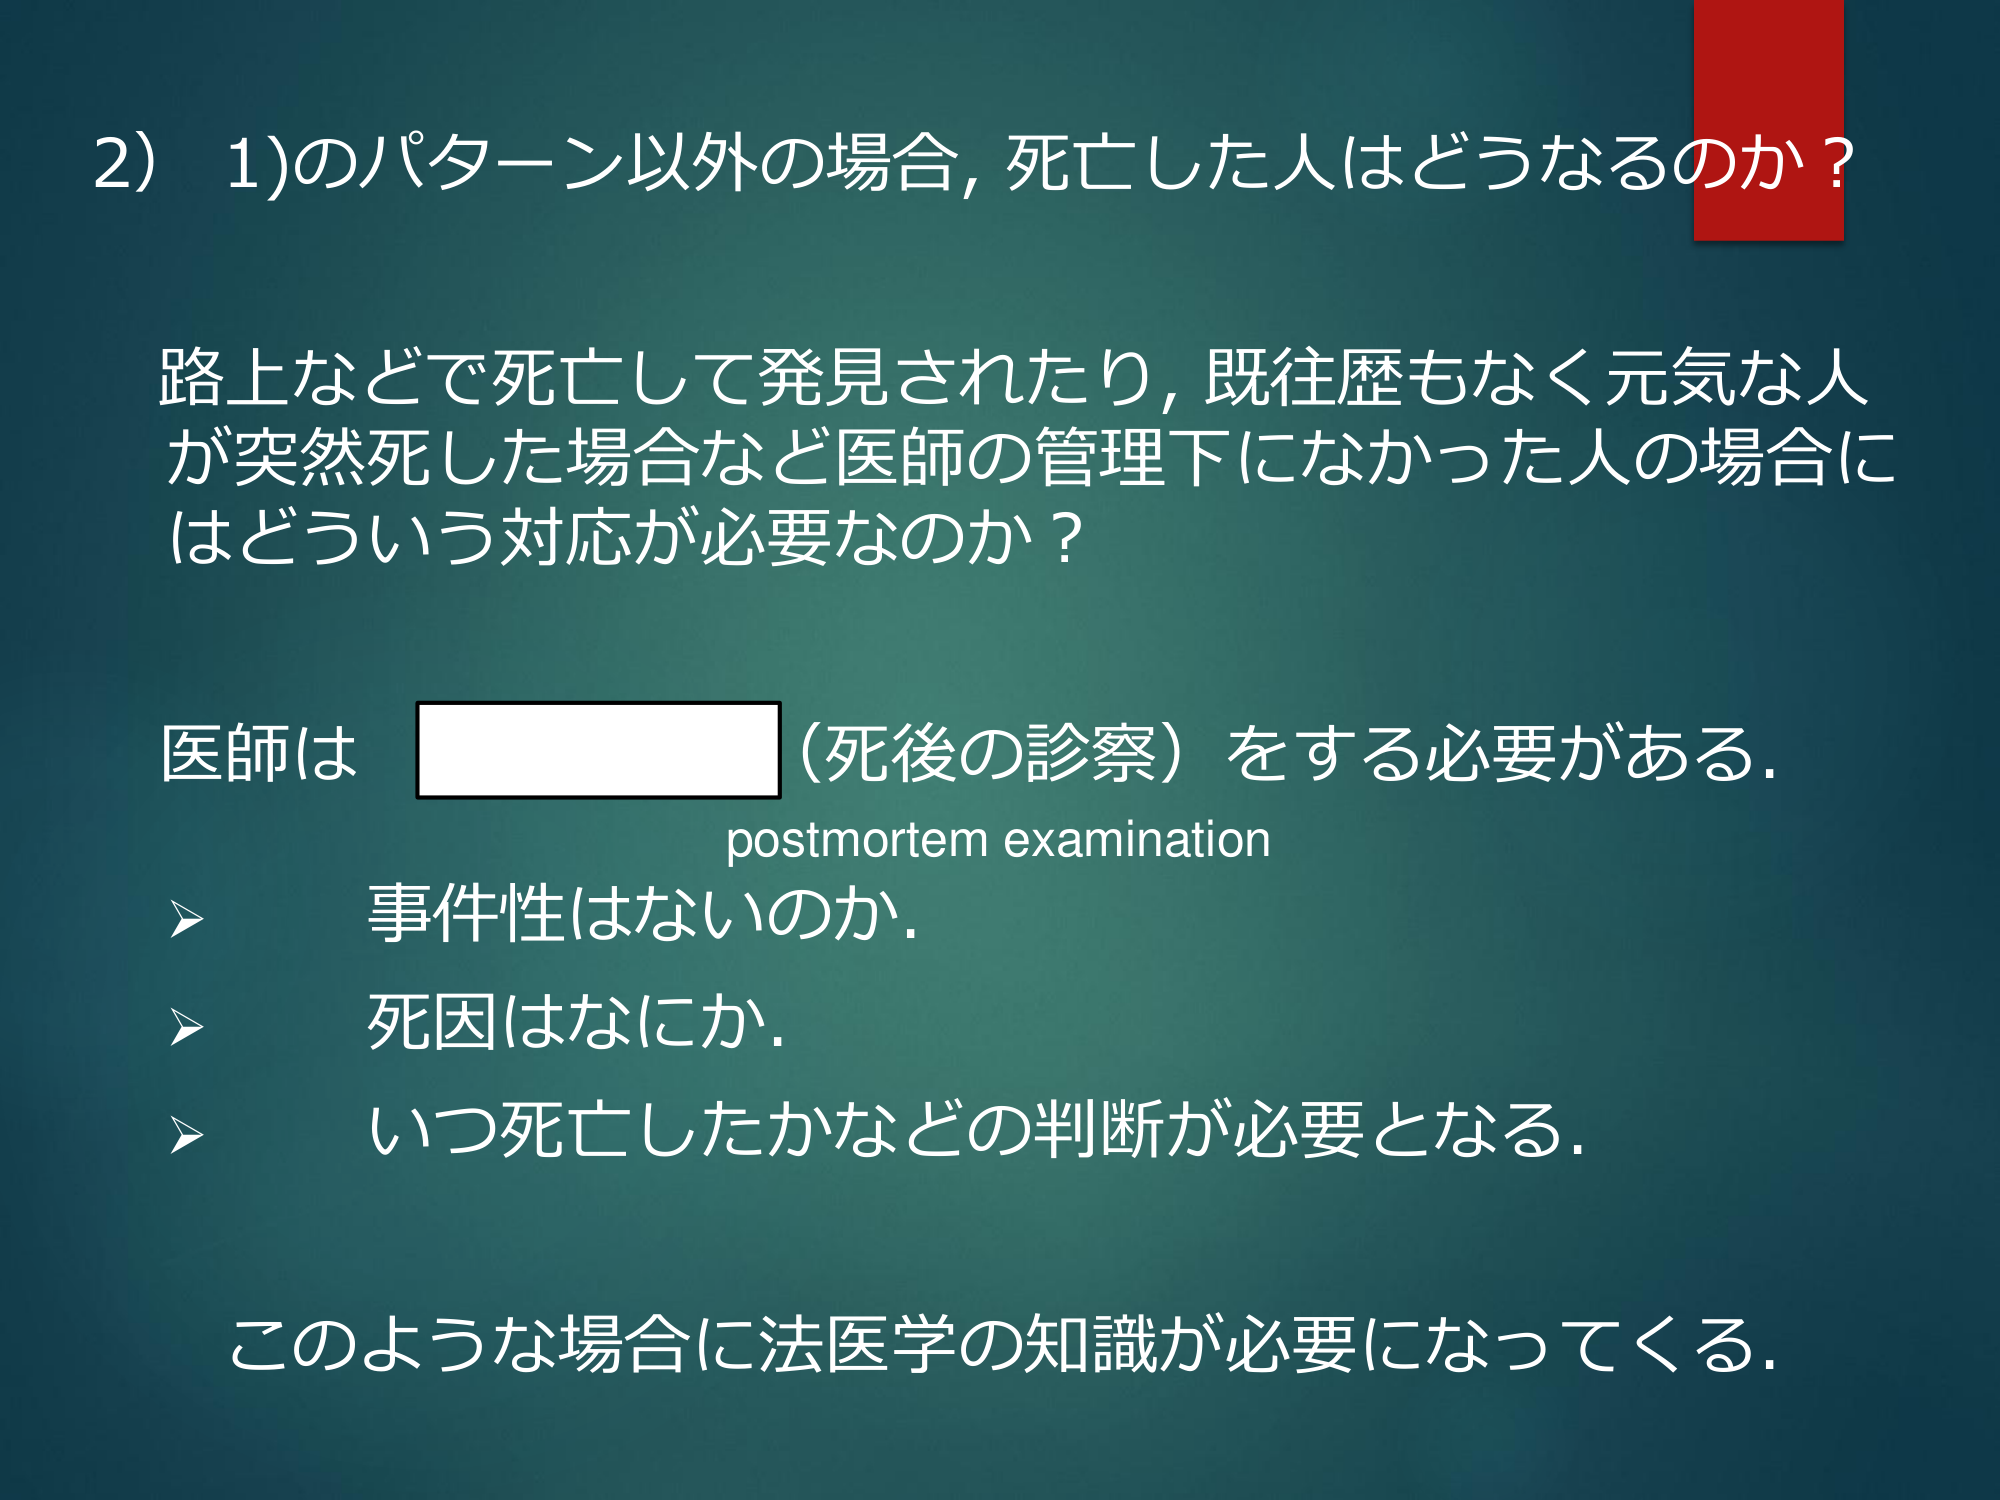 2） 1)のパターン以外の場合, 死亡した人はどうなるのか？
路上などで死亡して発見されたり, 既往歴もなく元気な人
が突然死した場合など医師の管理下になかった人の場合に
はどういう対応が必要なのか？
医師は （死後の診察）をする必要がある.
postmortem examination
➢ 事件性はないのか.
➢ 死因はなにか.
➢ いつ死亡したかなどの判断が必要となる.
このような場合に法医学の知識が必要になってくる.